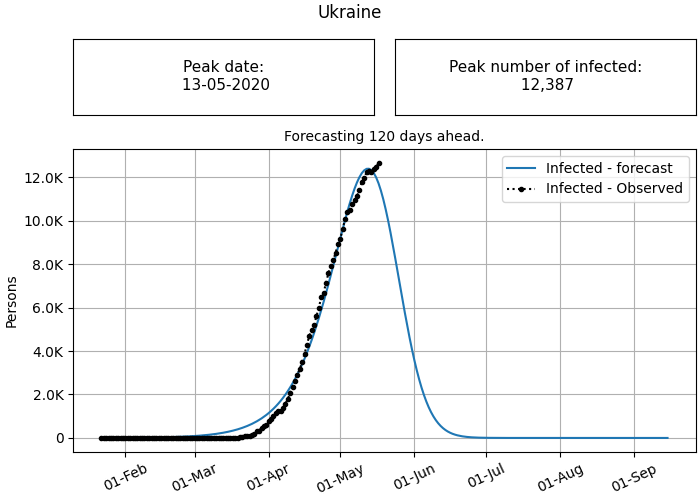 Ukraine
Peak date:
13-05-2020
Peak number of infected:
12,387
Forecasting 120 days ahead.
Infected - forecast
Infected - Observed
12.0K
10.0K
8.0K
6.0K
4.0K
2.0K
0
Persons
01-Feb
01-Mar
01-Apr
01-May
01-Jun
01-Jul
01-Aug
01-Sep